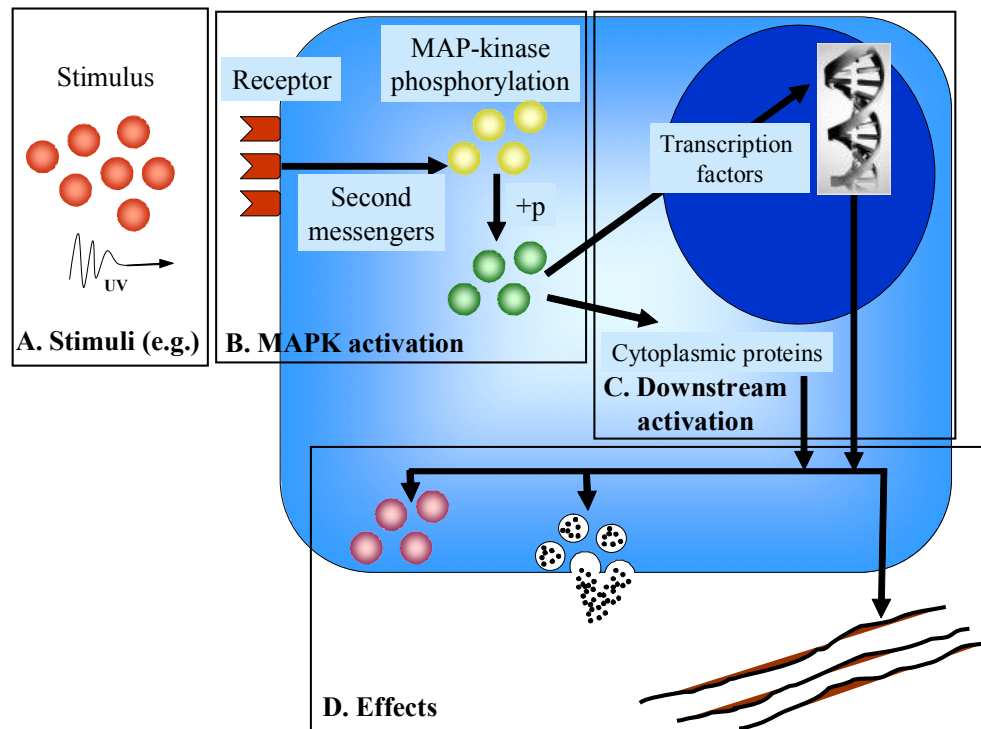 Stimulus
UV
A. Stimuli (e.g.)
Receptor
MAP-kinase
phosphorylation
Second
messengers
+p
B. MAPK activation
Transcription
factors
Cytoplasmic proteins
C. Downstream
activation
D. Effects